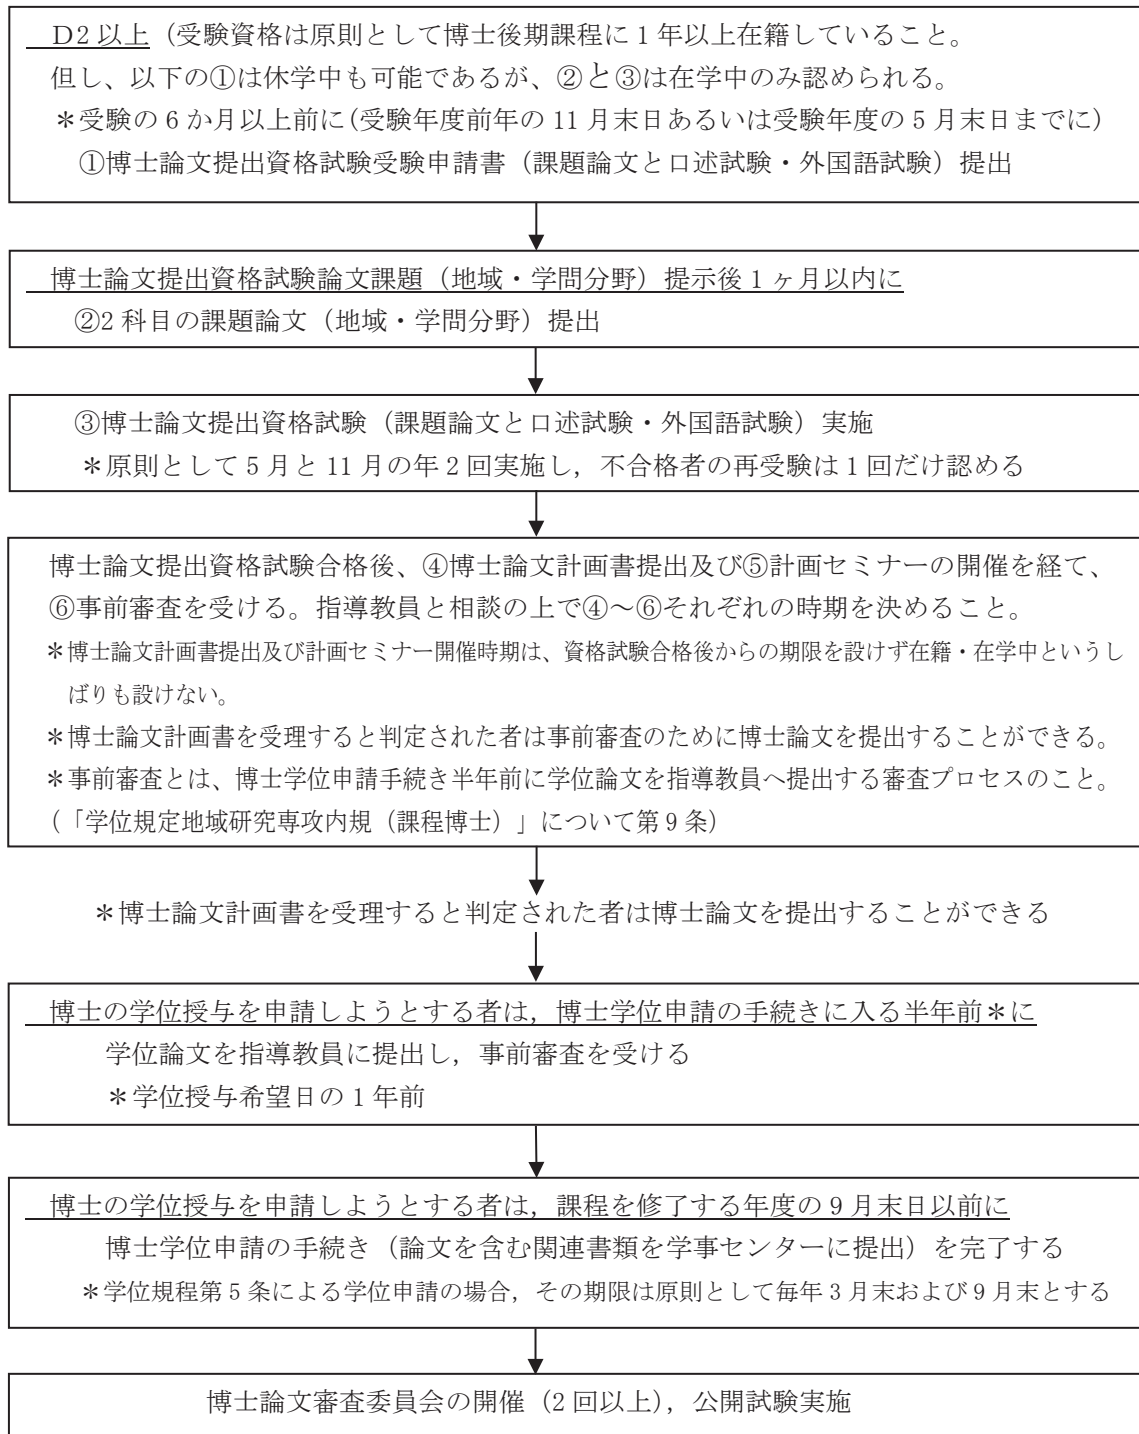 D2 以上（受験資格は原則として博士後期課程に 1 年以上在籍していること。
但し、以下の①は休学中も可能であるが、②と③は在学中のみ認められる。
＊受験の 6 か月以上前に(受験年度前年の 11 月末日あるいは受験年度の 5 月末日までに)
①博士論文提出資格試験受験申請書（課題論文と口述試験・外国語試験）提出
博士論文提出資格試験論文課題（地域・学問分野）提示後 1 ヶ月以内に
②2 科目の課題論文（地域・学問分野）提出
③博士論文提出資格試験（課題論文と口述試験・外国語試験）実施
＊原則として 5 月と 11 月の年 2 回実施し，不合格者の再受験は 1 回だけ認める
博士論文提出資格試験合格後、④博士論文計画書提出及び⑤計画セミナーの開催を経て、
⑥事前審査を受ける。指導教員と相談の上で④～⑥それぞれの時期を決めること。
＊博士論文計画書提出及び計画セミナー開催時期は、資格試験合格後からの期限を設けず在籍・在学中というし
ばりも設けない。
＊博士論文計画書を受理すると判定された者は事前審査のために博士論文を提出することができる。
＊事前審査とは、博士学位申請手続き半年前に学位論文を指導教員へ提出する審査プロセスのこと。
（「学位規定地域研究専攻内規（課程博士）」について第 9 条）
＊博士論文計画書を受理すると判定された者は博士論文を提出することができる
博士の学位授与を申請しようとする者は，博士学位申請の手続きに入る半年前＊に
学位論文を指導教員に提出し，事前審査を受ける
＊学位授与希望日の 1 年前
博士の学位授与を申請しようとする者は，課程を修了する年度の 9 月末日以前に
博士学位申請の手続き（論文を含む関連書類を学事センターに提出）を完了する
＊学位規程第 5 条による学位申請の場合，その期限は原則として毎年 3 月末および 9 月末とする
博士論文審査委員会の開催（2 回以上），公開試験実施